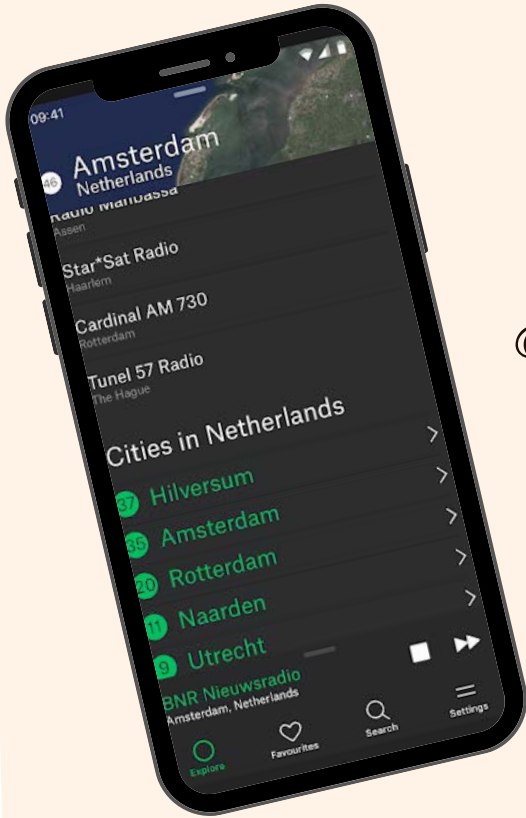 09:41
Amsterdam
46
Netherlands
Radio Manbassa
Assen
Star*Sat Radio
Haarlem
Cardinal AM 730
Rotterdam
Tunel 57 Radio
The Hague
Cities in Netherlands
37 Hilversum
35 Amsterdam
20 Rotterdam
11 Naarden
9 Utrecht
BNR Nieuwsradio
Amsterdam, Netherlands
Explore
Favourites
Search
Settings